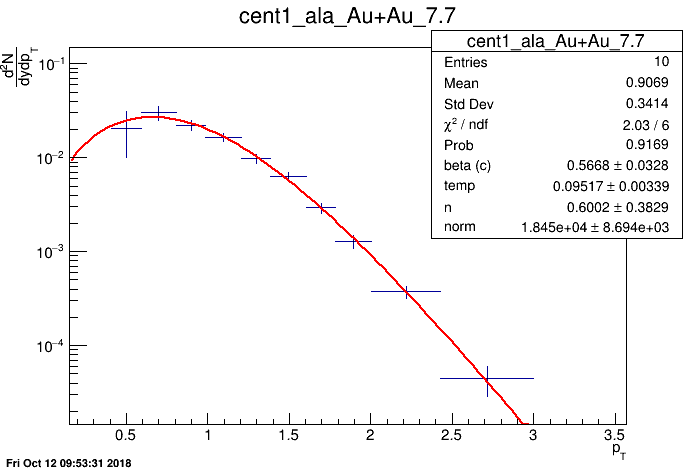 cent1_ala_Au+Au_7.7
d²N
dydp_T
10⁻¹
10⁻²
10⁻³
10⁻⁴
cent1_ala_Au+Au_7.7
Entries 10
Mean 0.9069
Std Dev 0.3414
χ² / ndf 2.03 / 6
Prob 0.9169
beta (c) 0.5668 ± 0.0328
temp 0.09517 ± 0.00339
n 0.6002 ± 0.3829
norm 1.845e+04 ± 8.694e+03
0.5 1 1.5 2 2.5 3 3.5
p_T
Fri Oct 12 09:53:31 2018